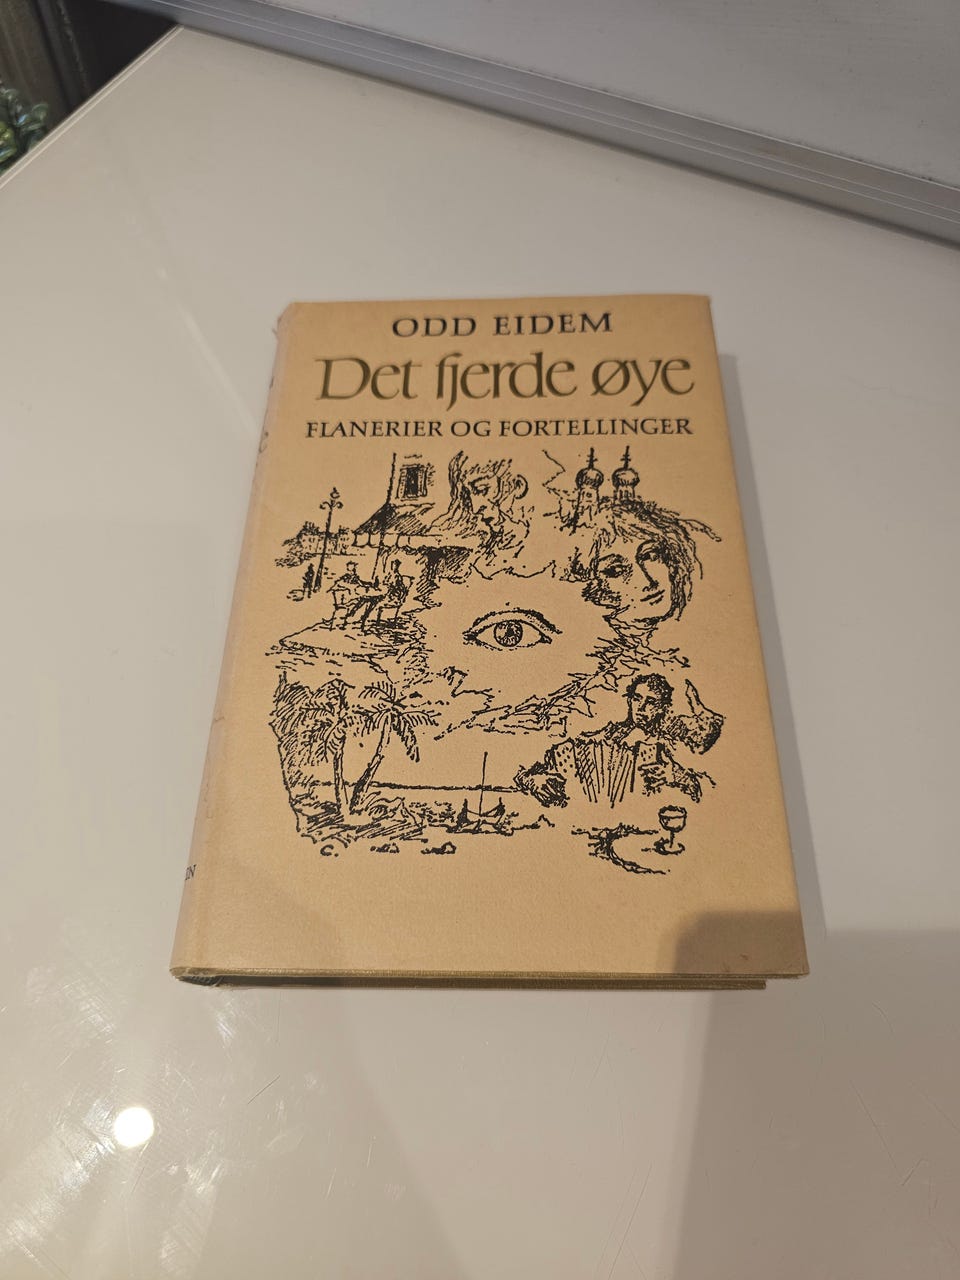 ODD EIDEM
Det fjerde øye
FLANERIER OG FORTELLINGER